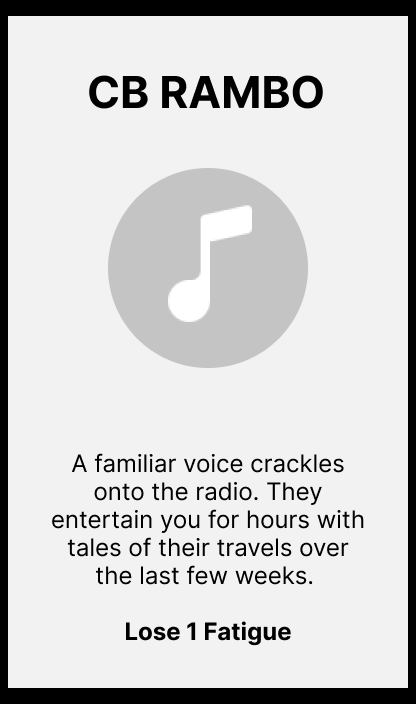 CB RAMBO
A familiar voice crackles
onto the radio. They
entertain you for hours with
tales of their travels over
the last few weeks.
Lose 1 Fatigue